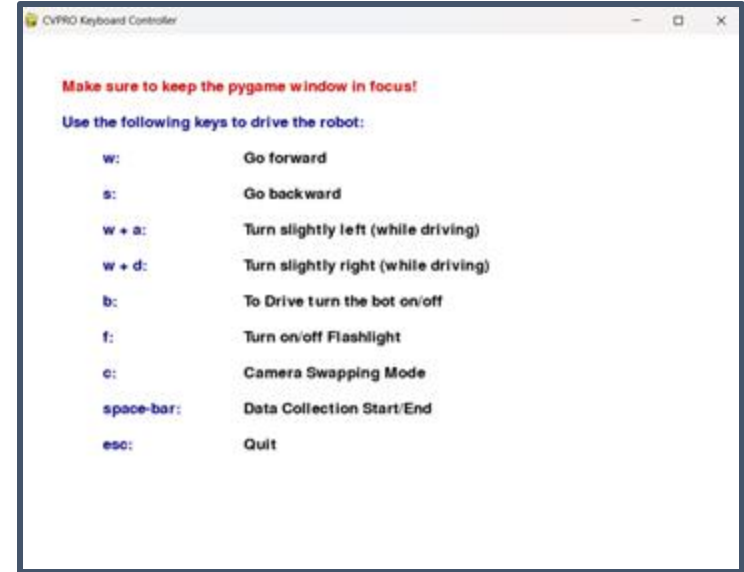 CVPRO Keyboard Controller
Make sure to keep the pygame window in focus!
Use the following keys to drive the robot:
w: Go forward
s: Go backward
w + a: Turn slightly left (while driving)
w + d: Turn slightly right (while driving)
b: To Drive turn the bot on/off
f: Turn on/off Flashlight
c: Camera Swapping Mode
space-bar: Data Collection Start/End
esc: Quit